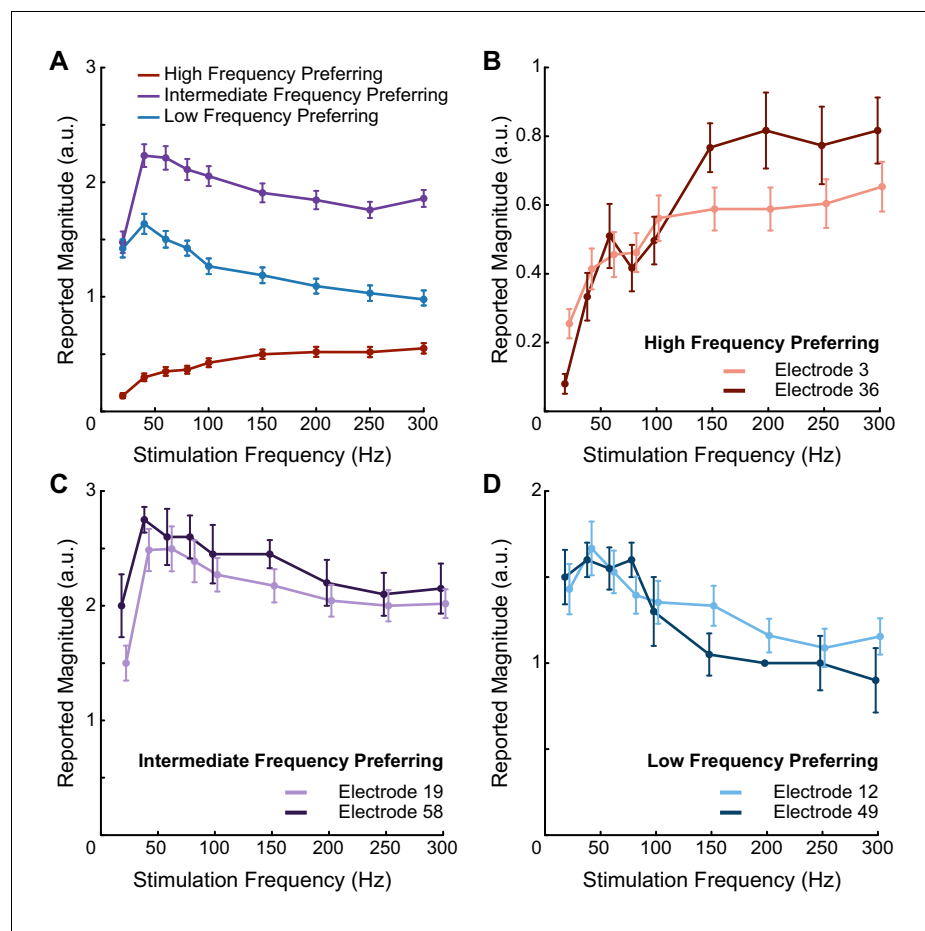 A
3
High Frequency Preferring
Intermediate Frequency Preferring
Low Frequency Preferring
2
1
0
50
100
150
200
250
300
Reported Magnitude (a.u.)
Stimulation Frequency (Hz)
B
1
0.8
0.6
0.4
0.2
0
50
100
150
200
250
300
High Frequency Preferring
Electrode 3
Electrode 36
Reported Magnitude (a.u.)
Stimulation Frequency (Hz)
C
3
2
1
0
50
100
150
200
250
300
Intermediate Frequency Preferring
Electrode 19
Electrode 58
Reported Magnitude (a.u.)
Stimulation Frequency (Hz)
D
2
1
0
50
100
150
200
250
300
Low Frequency Preferring
Electrode 12
Electrode 49
Reported Magnitude (a.u.)
Stimulation Frequency (Hz)